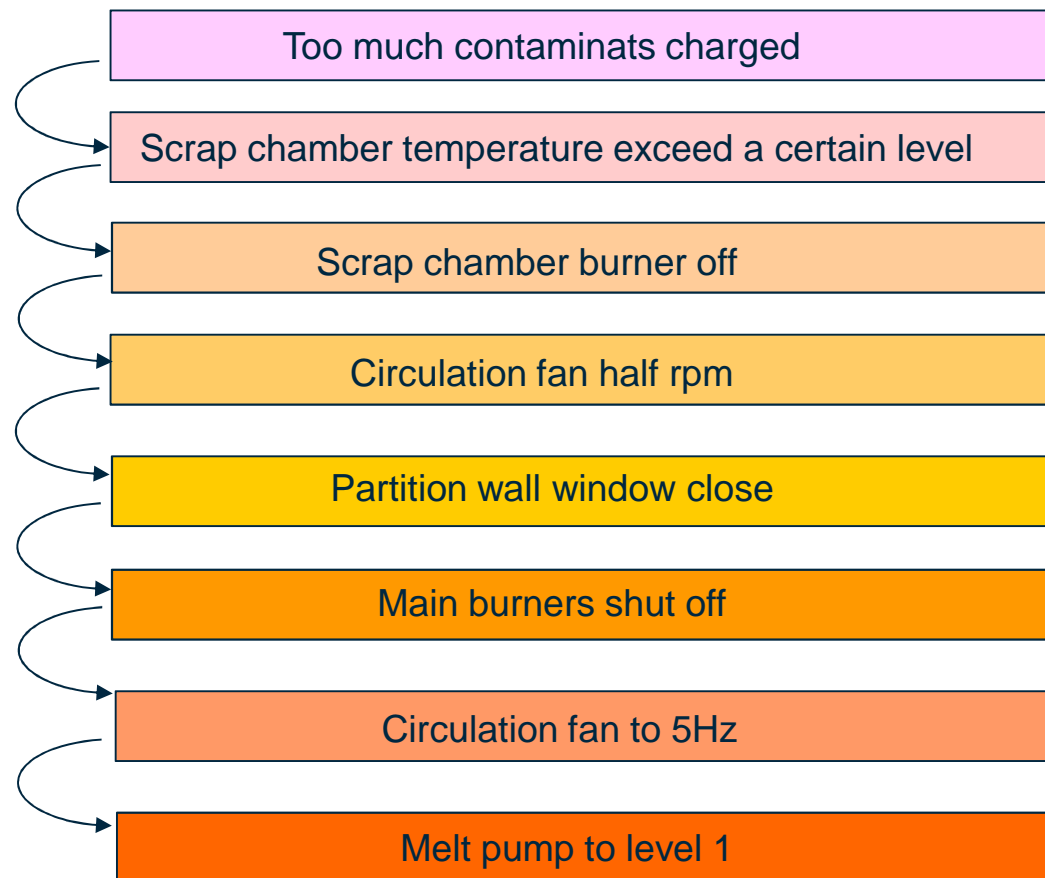 Too much contaminats charged
Scrap chamber temperature exceed a certain level
Scrap chamber burner off
Circulation fan half rpm
Partition wall window close
Main burners shut off
Circulation fan to 5Hz
Melt pump to level 1